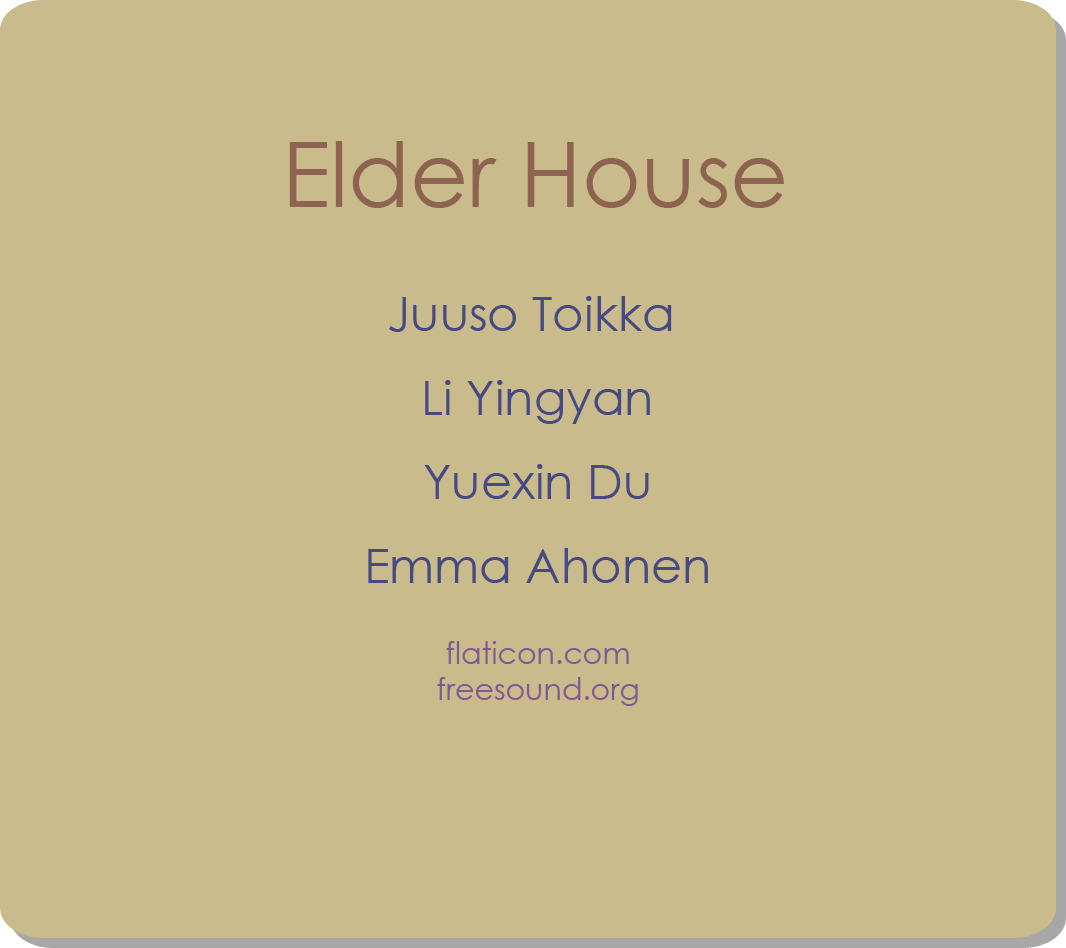 Elder House
Juuso Toikka
Li Yingyan
Yuexin Du
Emma Ahonen
flaticon.com
freesound.org